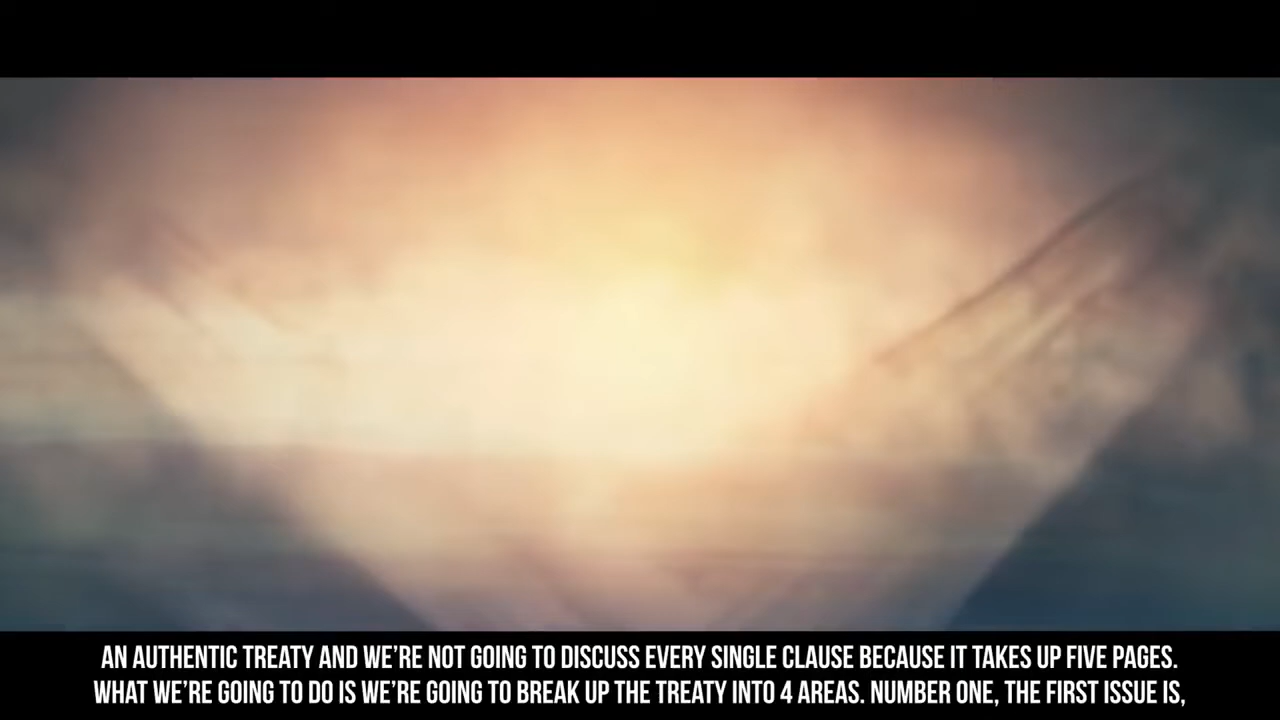 AN AUTHENTIC TREATY AND WE'RE NOT GOING TO DISCUSS EVERY SINGLE CLAUSE BECAUSE IT TAKES UP FIVE PAGES.
WHAT WE'RE GOING TO DO IS WE'RE GOING TO BREAK UP THE TREATY INTO 4 AREAS. NUMBER ONE, THE FIRST ISSUE IS,